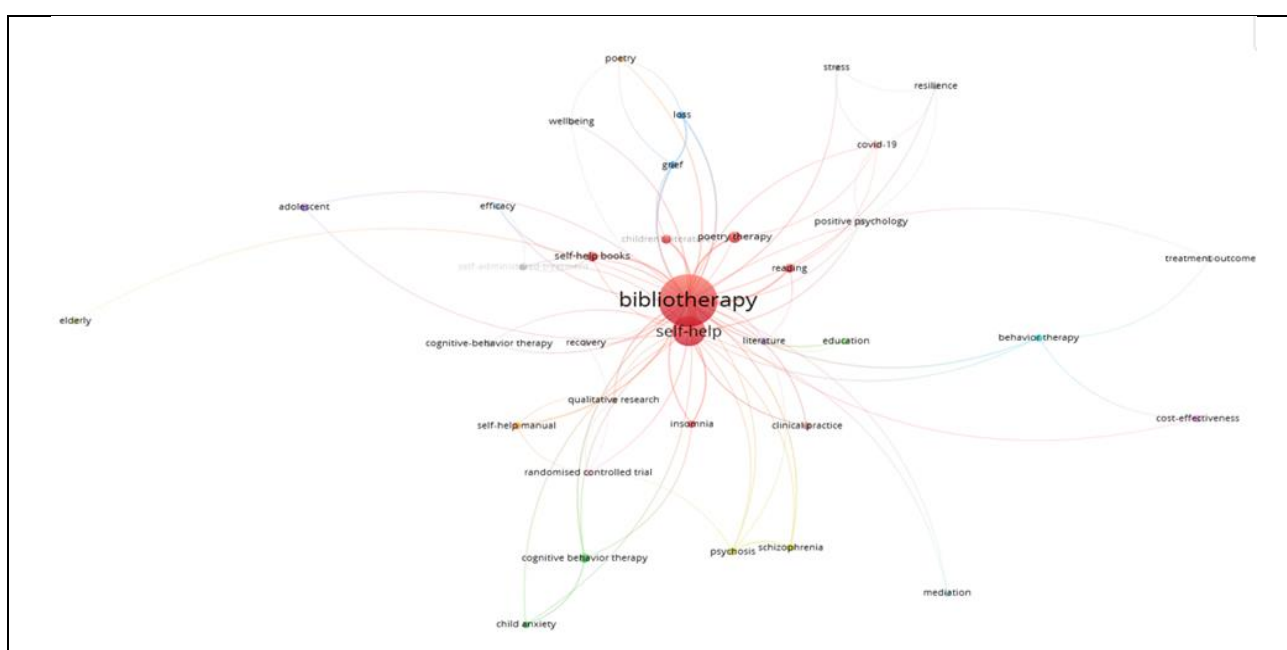 poetry
stress
resilience
wellbeing
loss
covid-19
grief
adolescent
efficacy
positive psychology
poetry therapy
self-help books
reading
treatment outcome
bibliotherapy
elderly
self-help
cognitive-behavior therapy
recovery
literature
education
behavior therapy
qualitative research
self-help manual
insomnia
clinical practice
cost-effectiveness
randomised controlled trial
cognitive behavior therapy
psychosis
schizophrenia
mediation
child anxiety